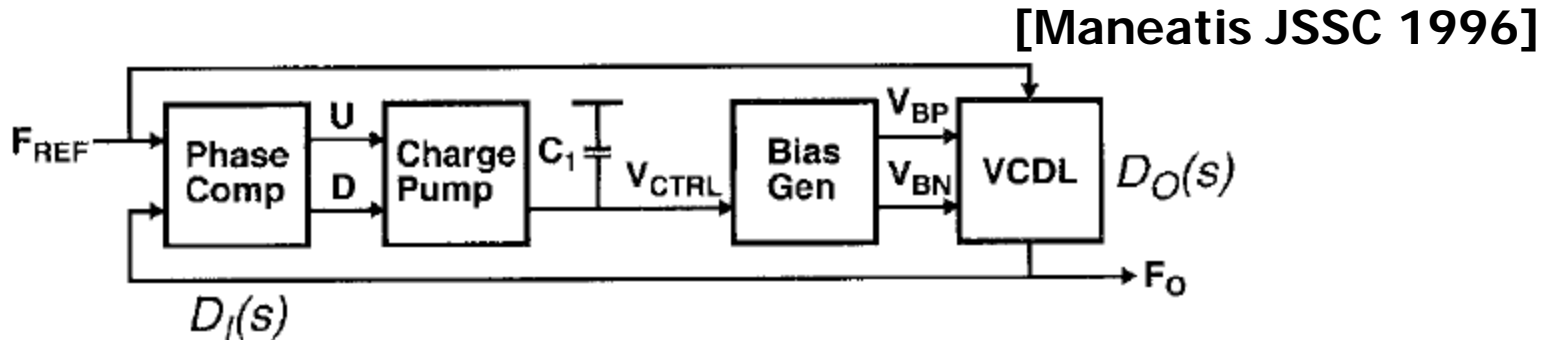 [Maneatis JSSC 1996]
F_REF
Phase Comp
U
D
Charge Pump
C_1
V_CTRL
Bias Gen
V_BP
V_BN
VCDL
D_O(s)
F_O
D_I(s)